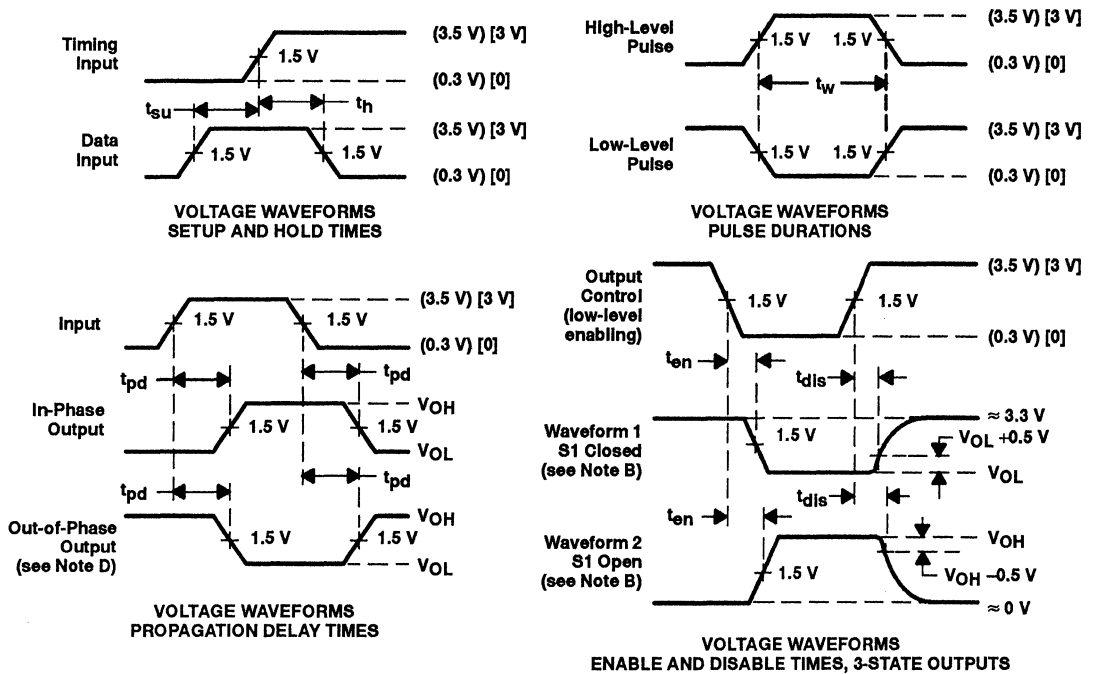 Timing
Input
(3.5 V) [3 V]
1.5 V
(0.3 V) [0]
tsu
th
Data
Input
(3.5 V) [3 V]
1.5 V
1.5 V
(0.3 V) [0]
VOLTAGE WAVEFORMS
SETUP AND HOLD TIMES
High-Level
Pulse
(3.5 V) [3 V]
1.5 V
1.5 V
(0.3 V) [0]
tw
Low-Level
Pulse
(3.5 V) [3 V]
1.5 V
1.5 V
(0.3 V) [0]
VOLTAGE WAVEFORMS
PULSE DURATIONS
Input
(3.5 V) [3 V]
1.5 V
1.5 V
(0.3 V) [0]
tpd
tpd
In-Phase
Output
VOH
1.5 V
1.5 V
VOL
tpd
tpd
Out-of-Phase
Output
(see Note D)
VOH
1.5 V
1.5 V
VOL
VOLTAGE WAVEFORMS
PROPAGATION DELAY TIMES
Output
Control
(low-level
enabling)
(3.5 V) [3 V]
1.5 V
1.5 V
(0.3 V) [0]
ten
tdis
Waveform 1
S1 Closed
(see Note B)
≈ 3.3 V
1.5 V
VOL +0.5 V
VOL
tdis
ten
Waveform 2
S1 Open
(see Note B)
VOH
1.5 V
VOH –0.5 V
≈ 0 V
VOLTAGE WAVEFORMS
ENABLE AND DISABLE TIMES, 3-STATE OUTPUTS